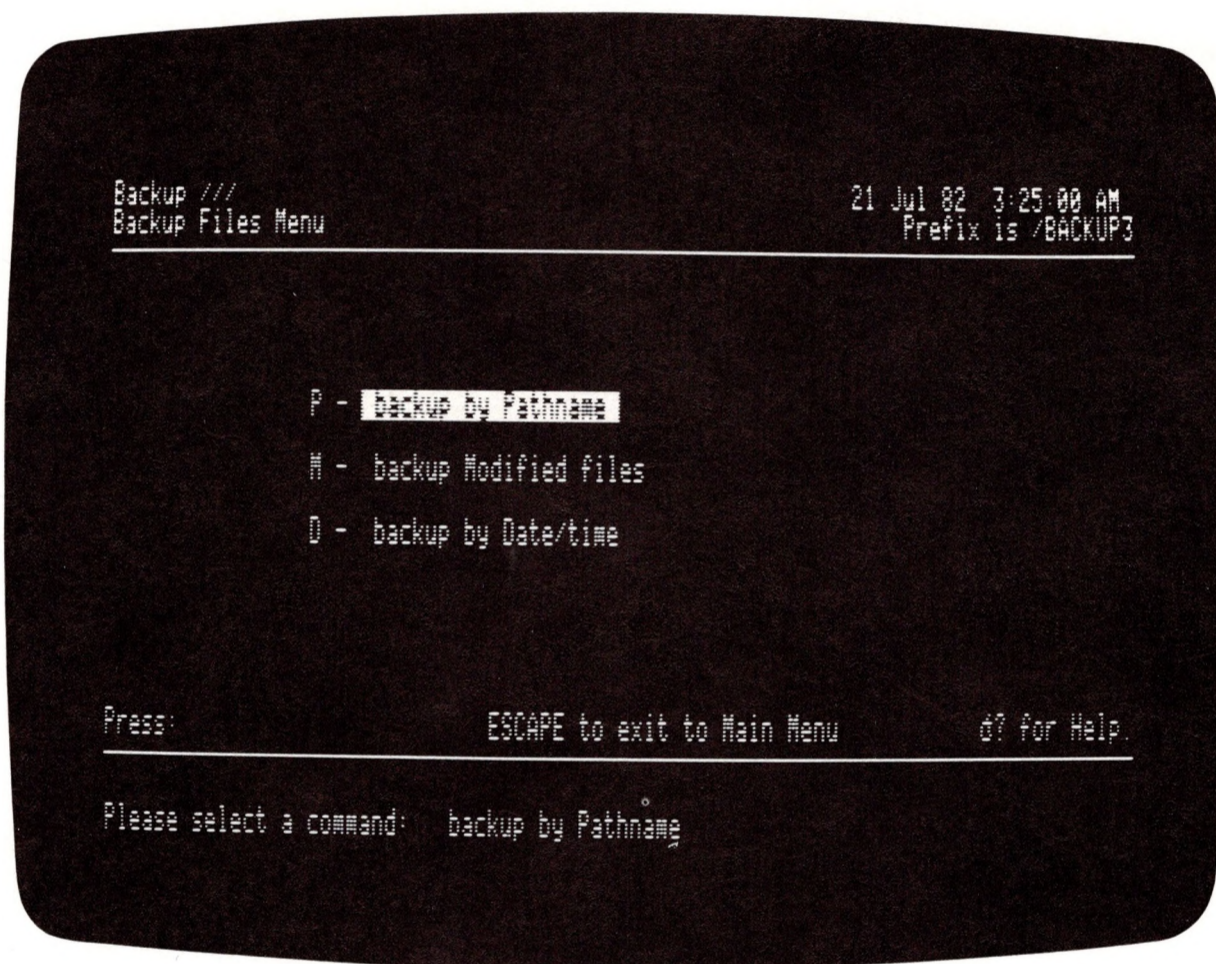 Backup ///
21 Jul 82 3:25:00 AM
Backup Files Menu
Prefix is /BACKUP3
P - backup by Pathname
M - backup Modified files
D - backup by Date/time
Press: ESCAPE to exit to Main Menu ? for Help.
Please select a command: backup by Pathname